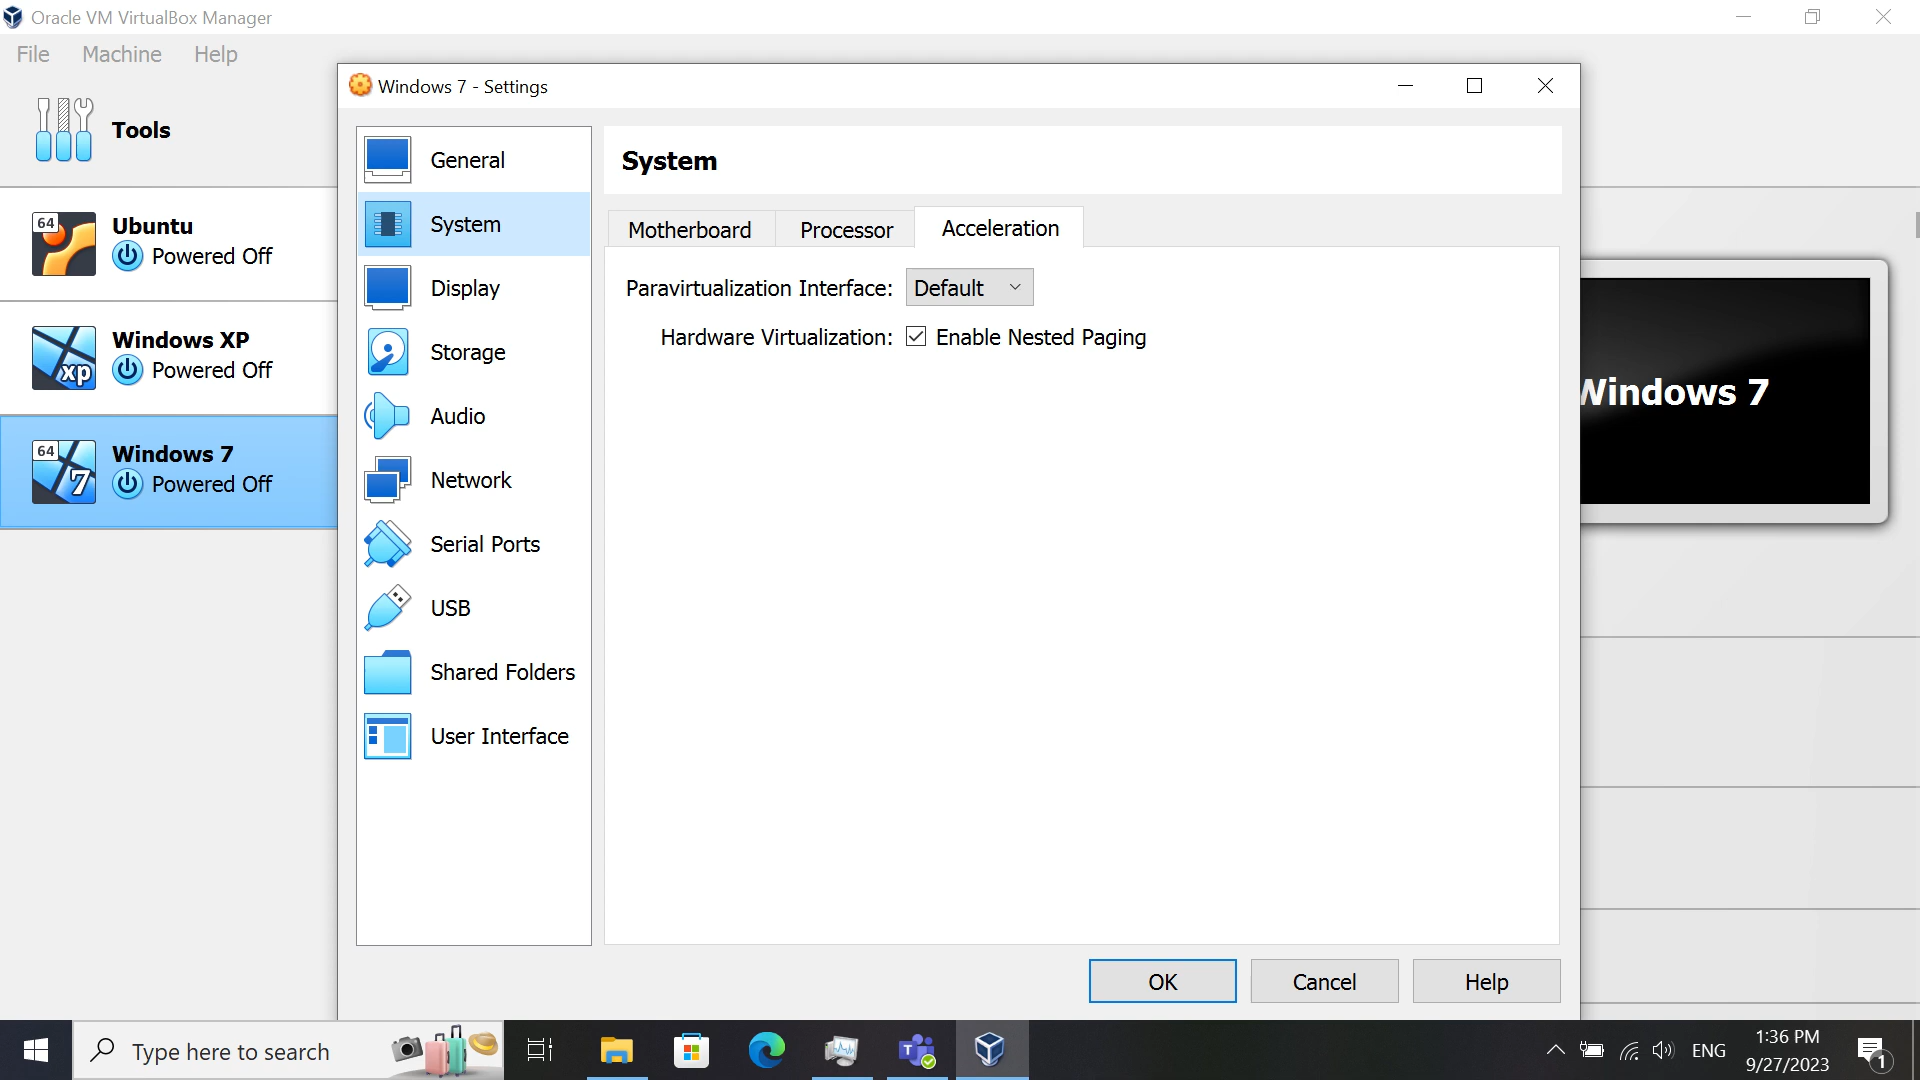 Oracle VM VirtualBox Manager
File Machine Help
Tools
64
Ubuntu
Powered Off
xp
Windows XP
Powered Off
64
7
Windows 7
Powered Off
Windows 7 - Settings
General
System
Display
Storage
Audio
Network
Serial Ports
USB
Shared Folders
User Interface
System
Motherboard Processor Acceleration
Paravirtualization Interface: Default
Hardware Virtualization: Enable Nested Paging
OK Cancel Help
Windows 7
Type here to search
ENG
1:36 PM
9/27/2023
1